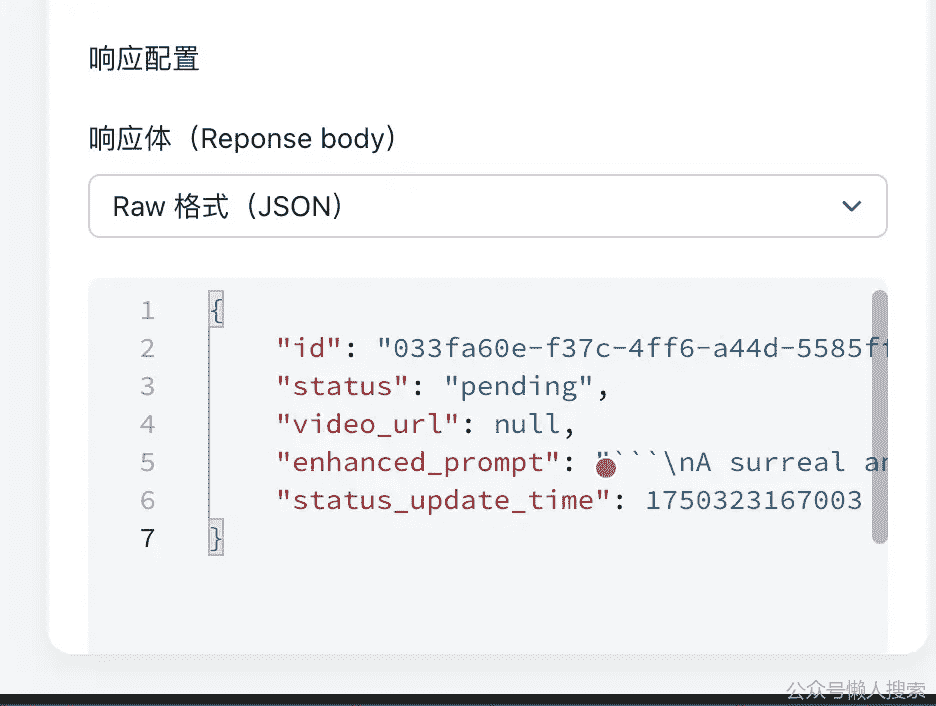 响应配置
响应体（Reponse body）
Raw 格式（JSON）
1 {
2 "id": "033fa60e-f37c-4ff6-a44d-5585f
3 "status": "pending",
4 "video_url": null,
5 "enhanced_prompt": "```\nA surreal
6 "status_update_time": 1750323167003
7 }
公众号懒人搜索